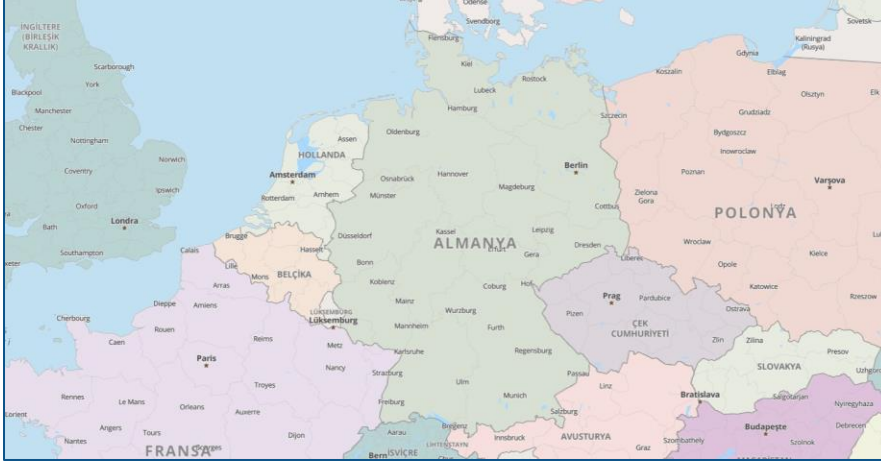 Odense
Svendborg
Sovetsk
INGILTERE
(BİRLEŞİK
KRALLIK)
Flensburg
Kaliningrad
(Rusya)
Gdynia
Scarborough
Kiel
Koszalin
Elblag
Rostock
York
Blackpool
Lubeck
Olsztyn
Elk
Manchester
Hamburg
Szczecin
Grudziadz
Chester
Oldenburg
Bydgoszcz
Nottingham
Assen
Inowroclaw
HOLLANDA
Norwich
Berlin
Coventry
Amsterdam
Osnabrück
Hannover
Poznan
Varşova
Magdeburg
Ipswich
Rotterdam
Arnhem
Münster
Zielona
Gora
Oxford
Cottbus
Lodz
POLONYA
Londra
Bath
Brugge
Düsseldorf
Kassel
Leipzig
Calais
ALMANYA
Erfurt
Dresden
Wroclaw
Southampton
Hasselt
Gera
Liberec
Kielce
Lille
Bonn
Opole
Mons
BELÇİKA
Arras
Koblenz
Coburg
Hof
Katowice
Prag
Pardubice
Rzeszow
Dieppe
Amiens
Mainz
Cherbourg
LÜKSEMBURG
Lüksemburg
Wurzburg
Pizen
Ostrava
Rouen
Mannheim
Furth
ÇEK
CUMHURİYETİ
Caen
Reims
Metz
Zlin
Zilina
Karlsruhe
Regensburg
Presov
Paris
Nancy
SLOVAKYA
Strazburg
Passau
Troyes
Ulm
Linz
Rennes
Munich
Bratislava
Le Mans
Orleans
Freiburg
Salgotarjan
Nyiregyhaza
Lorient
Auxerre
Salzburg
Angers
Bregenz
Budapeşte
Debrecen
Nantes
Tours
Dijon
Aarau
Innsbruck
AVUSTURYA
Szombathely
Szolnok
FRANSA
Bourges
Bern
İSVİÇRE
Graz